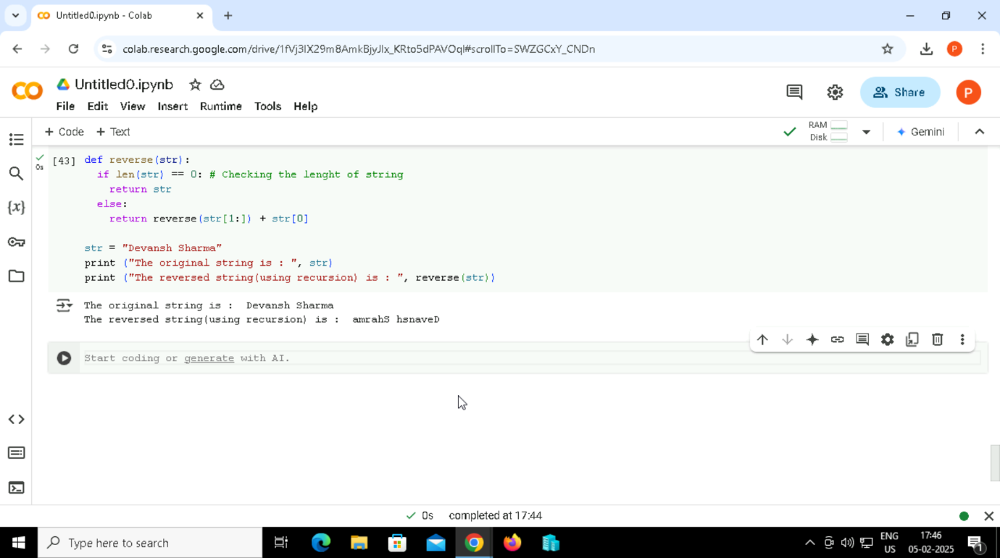 Untitled0.ipynb - Colab
colab.research.google.com/drive/1fVj3IX29m8AmkBjyJlx_KRto5dPAVOqI#scrollTo=SWZGCxY_CNDn
P
Untitled0.ipynb
File Edit View Insert Runtime Tools Help
Share
P
+ Code + Text
RAM
Disk
Gemini
0s
[43] def reverse(str):
if len(str) == 0: # Checking the lenght of string
return str
else:
return reverse(str[1:]) + str[0]
str = "Devansh Sharma"
print ("The original string is : ", str)
print ("The reversed string(using recursion) is : ", reverse(str))
The original string is :  Devansh Sharma
The reversed string(using recursion) is :  amrahS hsnaveD
Start coding or generate with AI.
{x}
0s completed at 17:44
Type here to search
ENG
US
17:46
05-02-2025
1